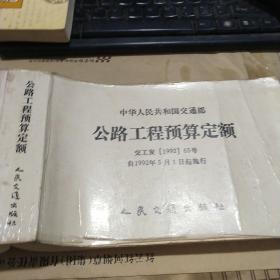 中华人民共和国交通部
公路工程预算定额
交工发［1992］65号
自1992年5月1日起施行
人民交通出版社
公路工程预算定额
人民交通出版社